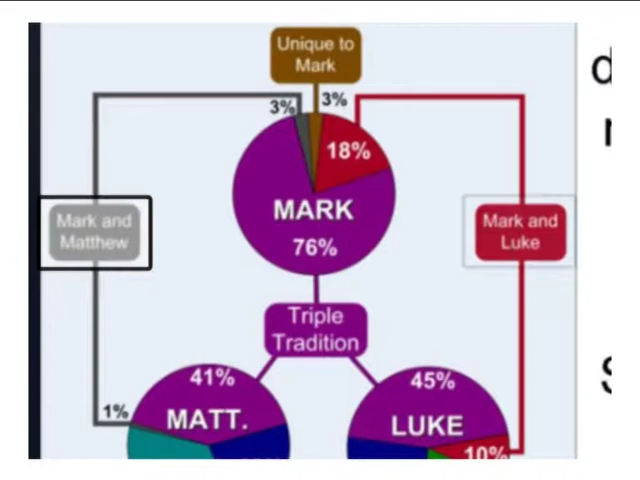 Unique to
Mark
3%
3%
18%
MARK
76%
Mark and
Matthew
Mark and
Luke
Triple
Tradition
41%
45%
1%
MATT.
LUKE
10%